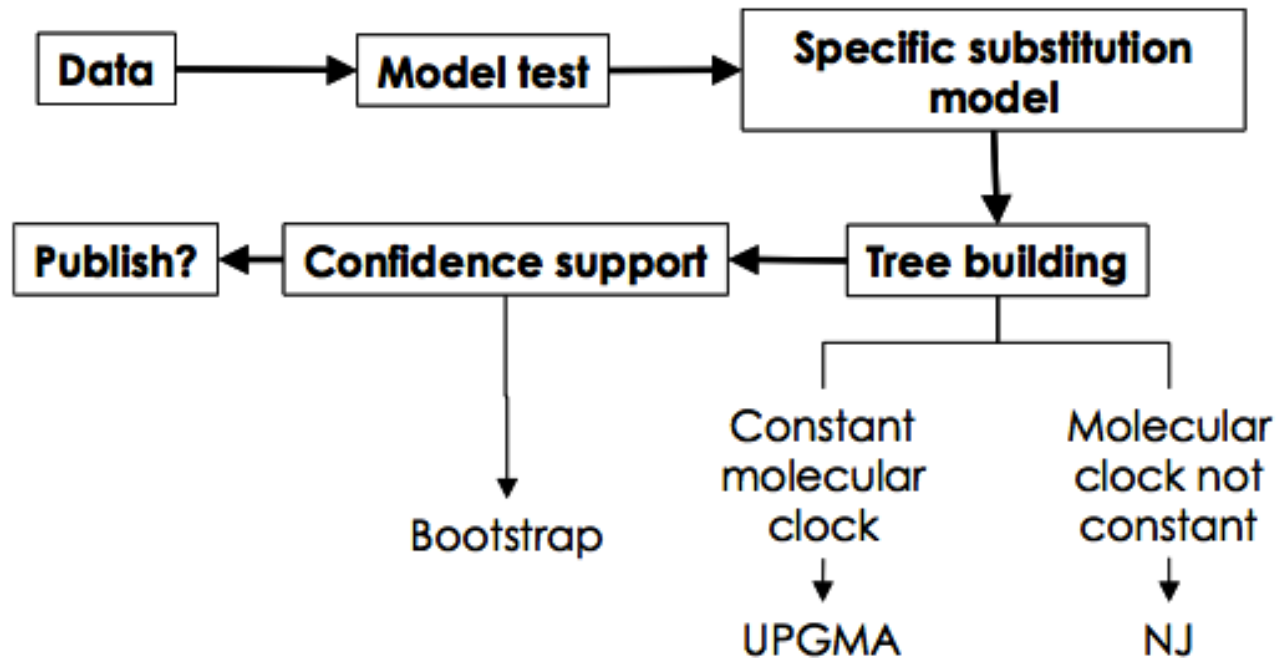 Data
Model test
Specific substitution
model
Publish?
Confidence support
Tree building
Constant
molecular
clock
Molecular
clock not
constant
Bootstrap
UPGMA
NJ